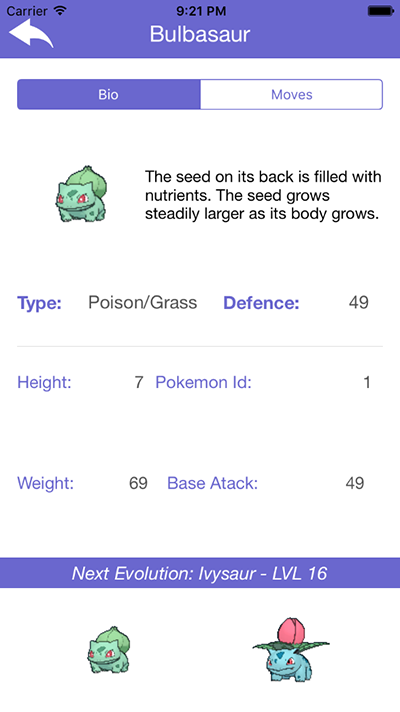 Carrier 9:21 PM
Bulbasaur
Bio Moves
The seed on its back is filled with
nutrients. The seed grows
steadily larger as its body grows.
Type: Poison/Grass Defence: 49
Height: 7 Pokemon Id: 1
Weight: 69 Base Atack: 49
Next Evolution: Ivysaur - LVL 16